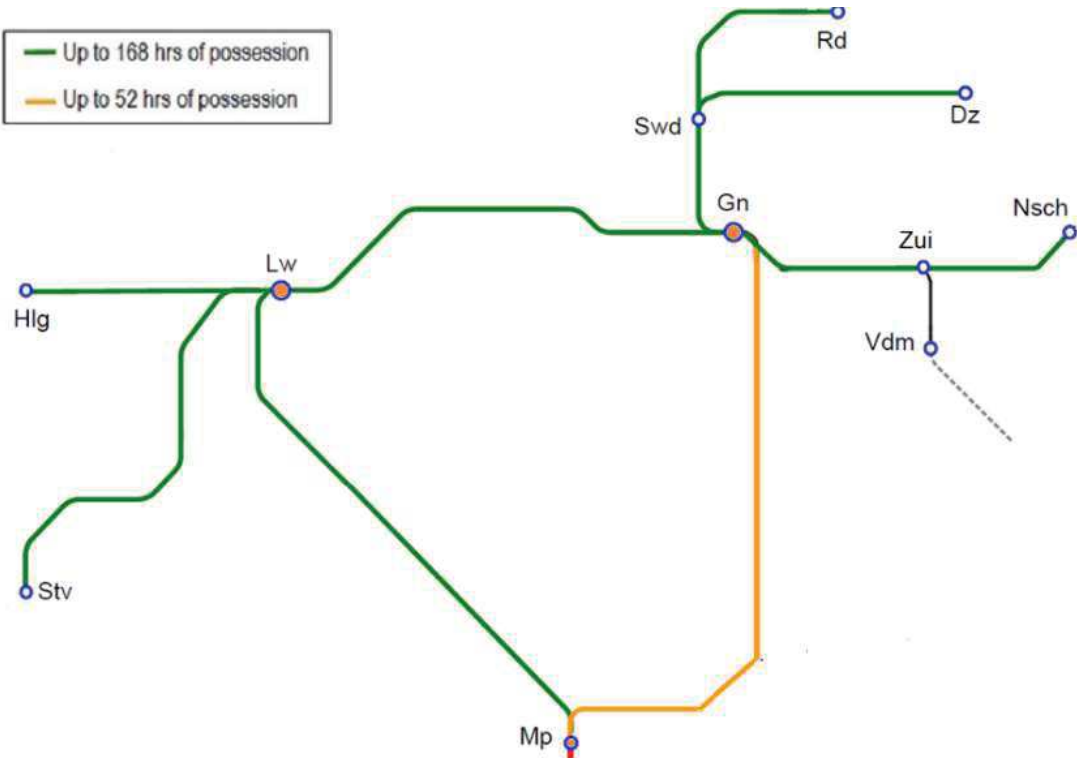 Up to 168 hrs of possession
Up to 52 hrs of possession
Rd
Dz
Swd
Gn
Nsch
Zui
Lw
Hlg
Vdm
Stv
Mp